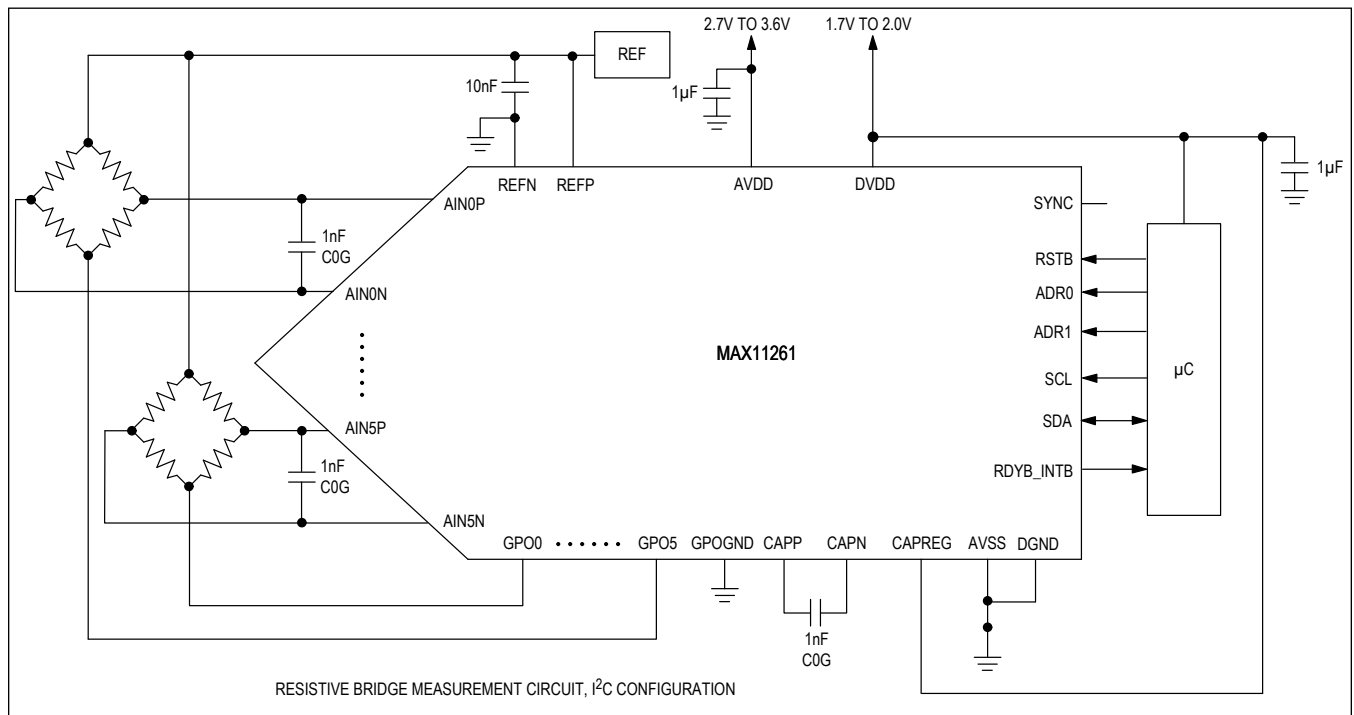 2.7V TO 3.6V
1.7V TO 2.0V
REF
10nF
1µF
1µF
REFN
REFP
AVDD
DVDD
SYNC
AIN0P
1nF
C0G
RSTB
ADR0
AIN0N
ADR1
MAX11261
µC
SCL
SDA
AIN5P
1nF
C0G
RDYB_INTB
AIN5N
GPO0 ······ GPO5
GPOGND
CAPP
CAPN
CAPREG
AVSS
DGND
1nF
C0G
RESISTIVE BRIDGE MEASUREMENT CIRCUIT, I²C CONFIGURATION